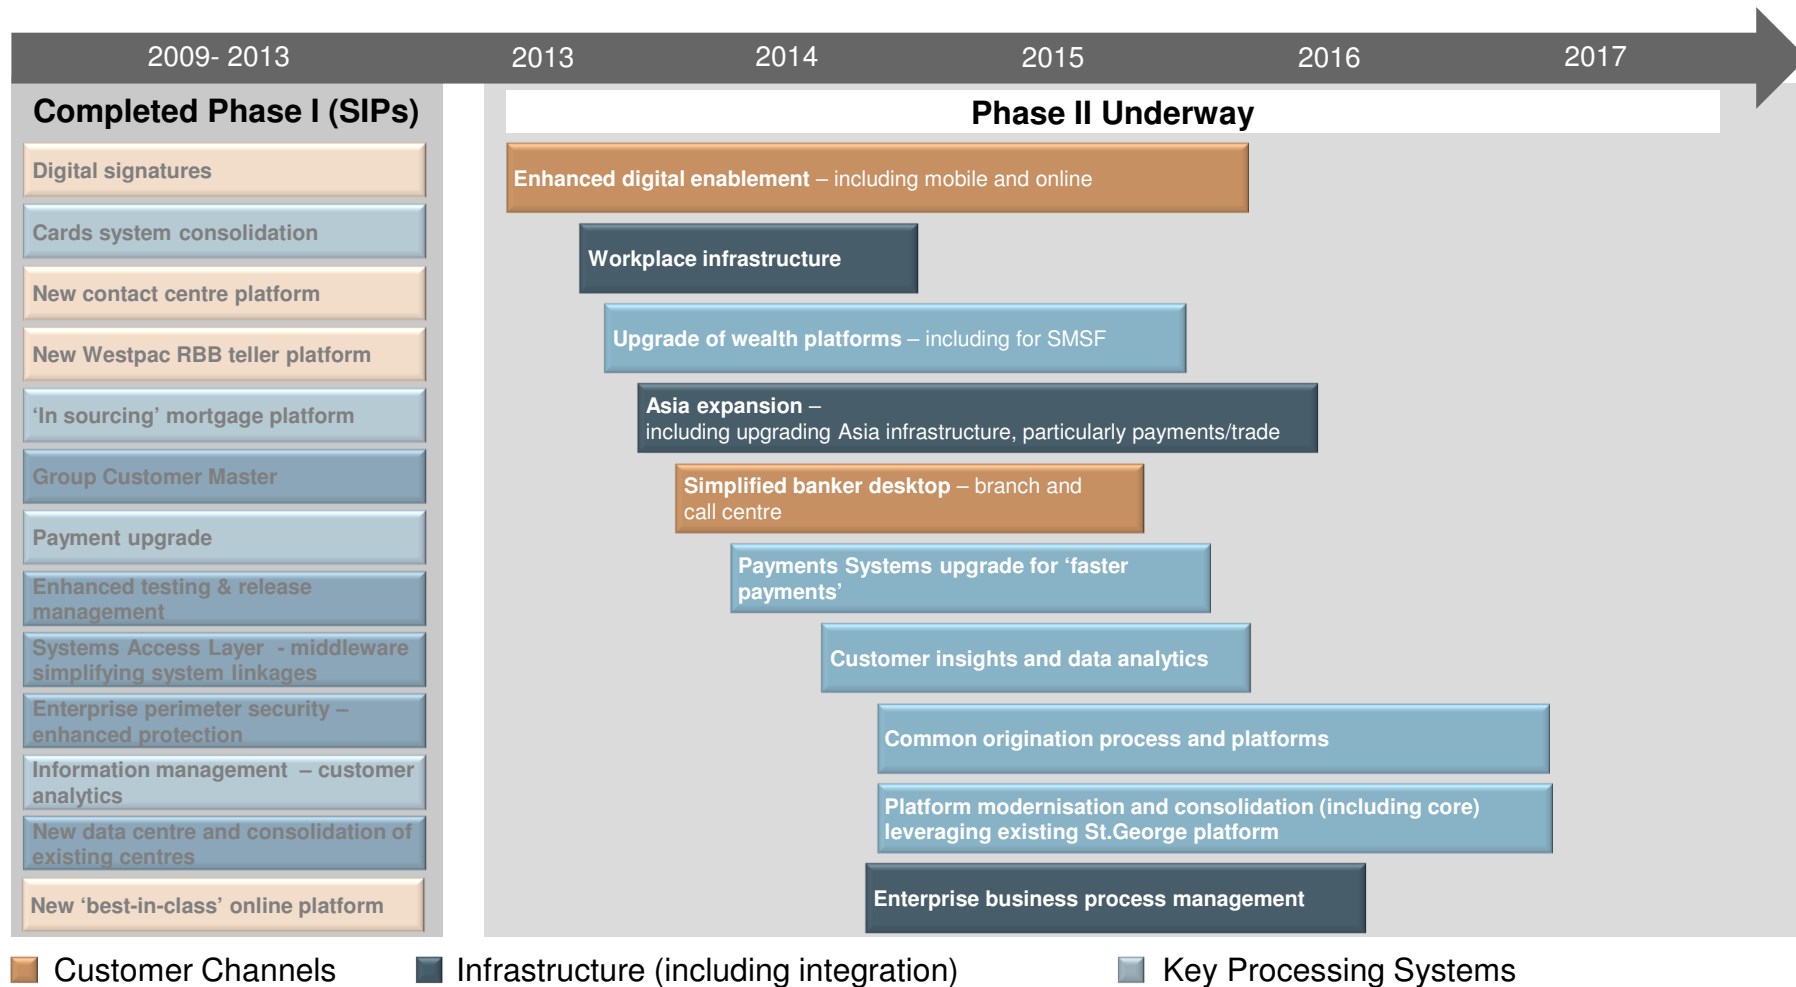 2009- 2013
2013
2014
2015
2016
2017
Completed Phase I (SIPs)
Digital signatures
Cards system consolidation
New contact centre platform
New Westpac RBB teller platform
‘In sourcing’ mortgage platform
Group Customer Master
Payment upgrade
Enhanced testing & release
management
Systems Access Layer - middleware
simplifying system linkages
Enterprise perimeter security –
enhanced protection
Information management – customer
analytics
New data centre and consolidation of
existing centres
New ‘best-in-class’ online platform
Phase II Underway
Enhanced digital enablement – including mobile and online
Workplace infrastructure
Upgrade of wealth platforms – including for SMSF
Asia expansion –
including upgrading Asia infrastructure, particularly payments/trade
Simplified banker desktop – branch and
call centre
Payments Systems upgrade for ‘faster
payments’
Customer insights and data analytics
Common origination process and platforms
Platform modernisation and consolidation (including core)
leveraging existing St.George platform
Enterprise business process management
Customer Channels
Infrastructure (including integration)
Key Processing Systems